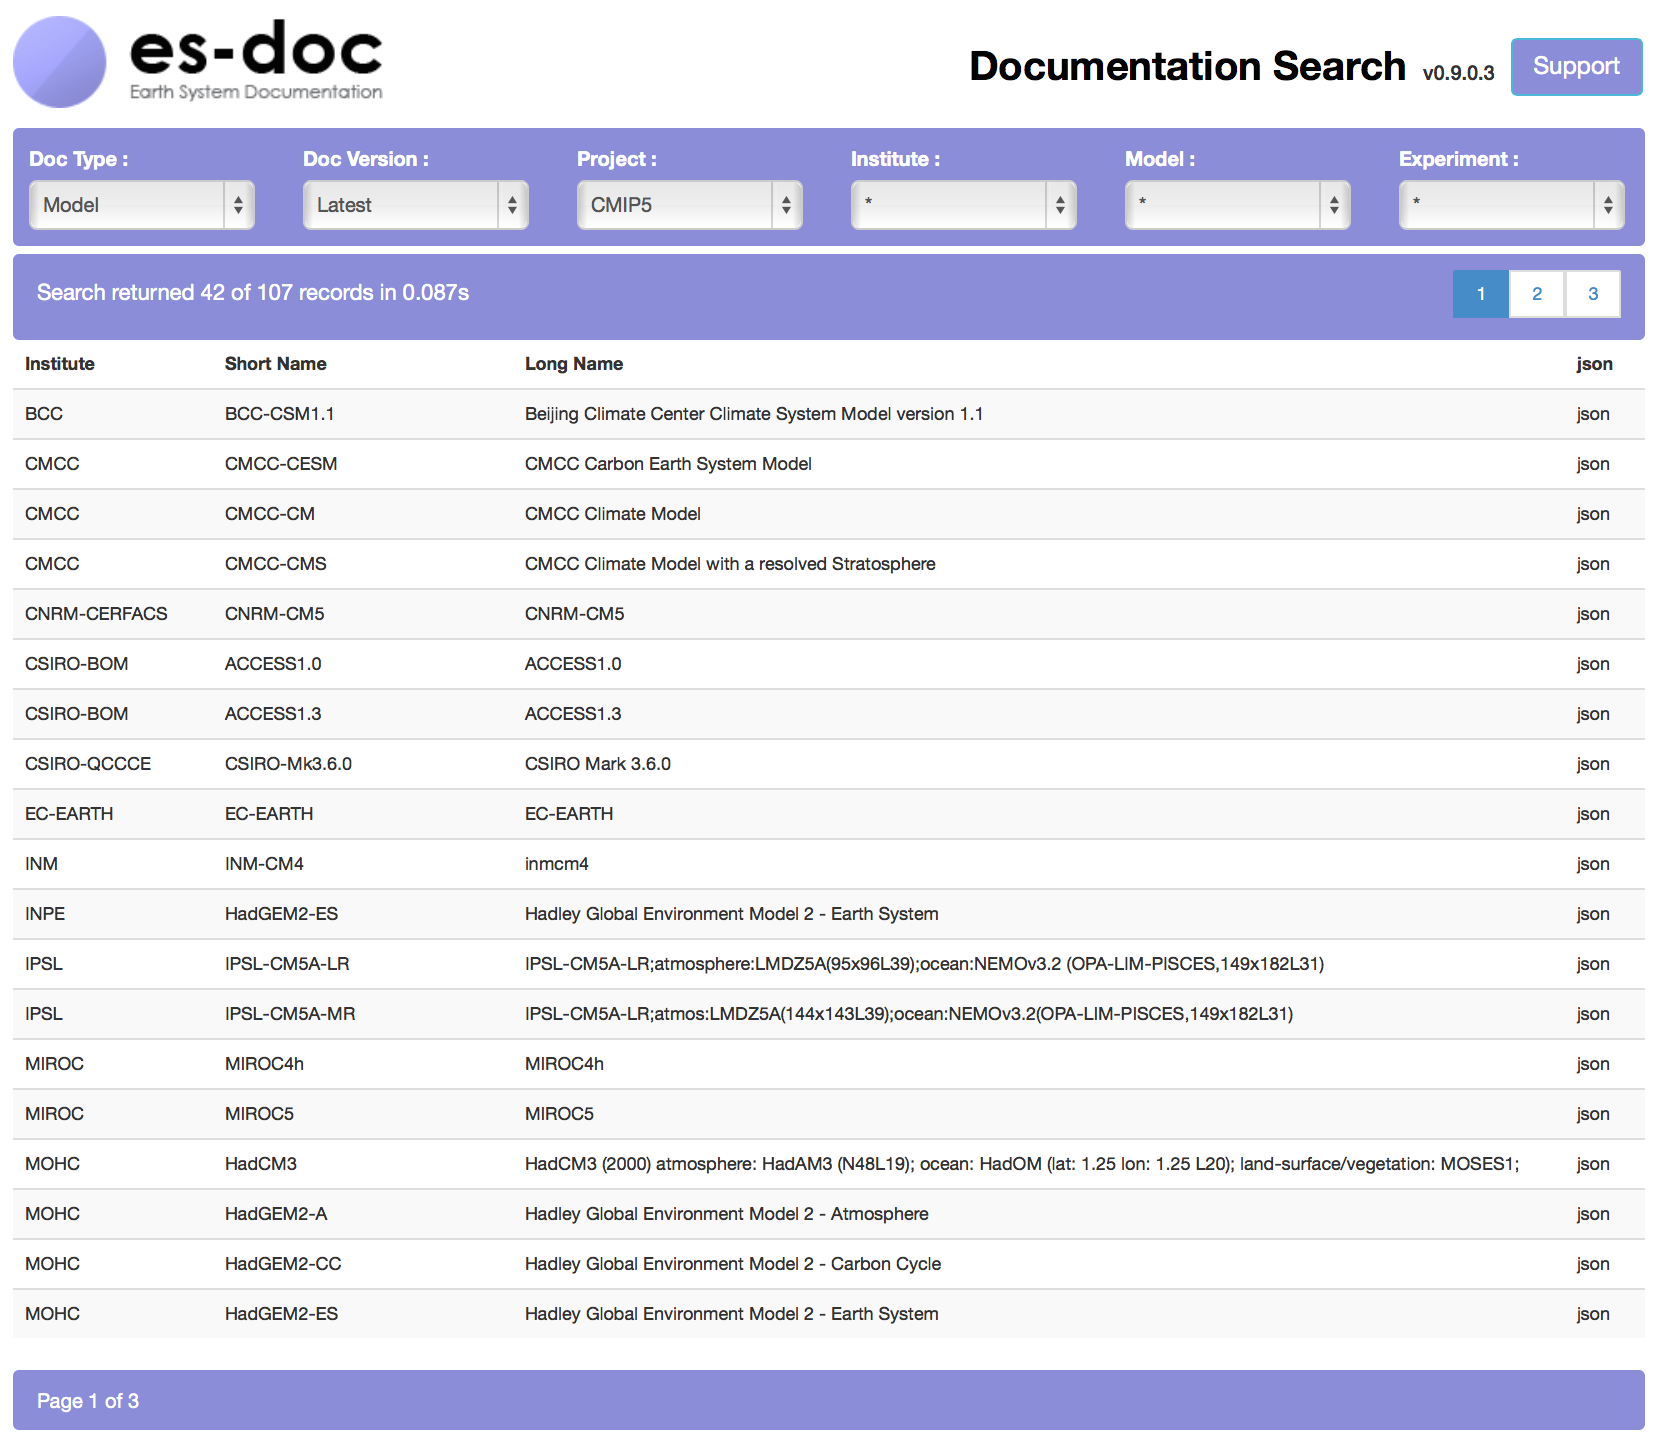 es-doc
Earth System Documentation
Documentation Search v0.9.0.3 Support
Doc Type : Doc Version : Project : Institute : Model : Experiment :
Model Latest CMIP5 * * *
Search returned 42 of 107 records in 0.087s 1 2 3
Institute Short Name Long Name json
BCC BCC-CSM1.1 Beijing Climate Center Climate System Model version 1.1 json
CMCC CMCC-CESM CMCC Carbon Earth System Model json
CMCC CMCC-CM CMCC Climate Model json
CMCC CMCC-CMS CMCC Climate Model with a resolved Stratosphere json
CNRM-CERFACS CNRM-CM5 CNRM-CM5 json
CSIRO-BOM ACCESS1.0 ACCESS1.0 json
CSIRO-BOM ACCESS1.3 ACCESS1.3 json
CSIRO-QCCCE CSIRO-Mk3.6.0 CSIRO Mark 3.6.0 json
EC-EARTH EC-EARTH EC-EARTH json
INM INM-CM4 inmcm4 json
INPE HadGEM2-ES Hadley Global Environment Model 2 - Earth System json
IPSL IPSL-CM5A-LR IPSL-CM5A-LR;atmosphere:LMDZ5A(95x96L39);ocean:NEMOv3.2 (OPA-LIM-PISCES,149x182L31) json
IPSL IPSL-CM5A-MR IPSL-CM5A-LR;atmos:LMDZ5A(144x143L39);ocean:NEMOv3.2(OPA-LIM-PISCES,149x182L31) json
MIROC MIROC4h MIROC4h json
MIROC MIROC5 MIROC5 json
MOHC HadCM3 HadCM3 (2000) atmosphere: HadAM3 (N48L19); ocean: HadOM (lat: 1.25 lon: 1.25 L20); land-surface/vegetation: MOSES1; json
MOHC HadGEM2-A Hadley Global Environment Model 2 - Atmosphere json
MOHC HadGEM2-CC Hadley Global Environment Model 2 - Carbon Cycle json
MOHC HadGEM2-ES Hadley Global Environment Model 2 - Earth System json
Page 1 of 3